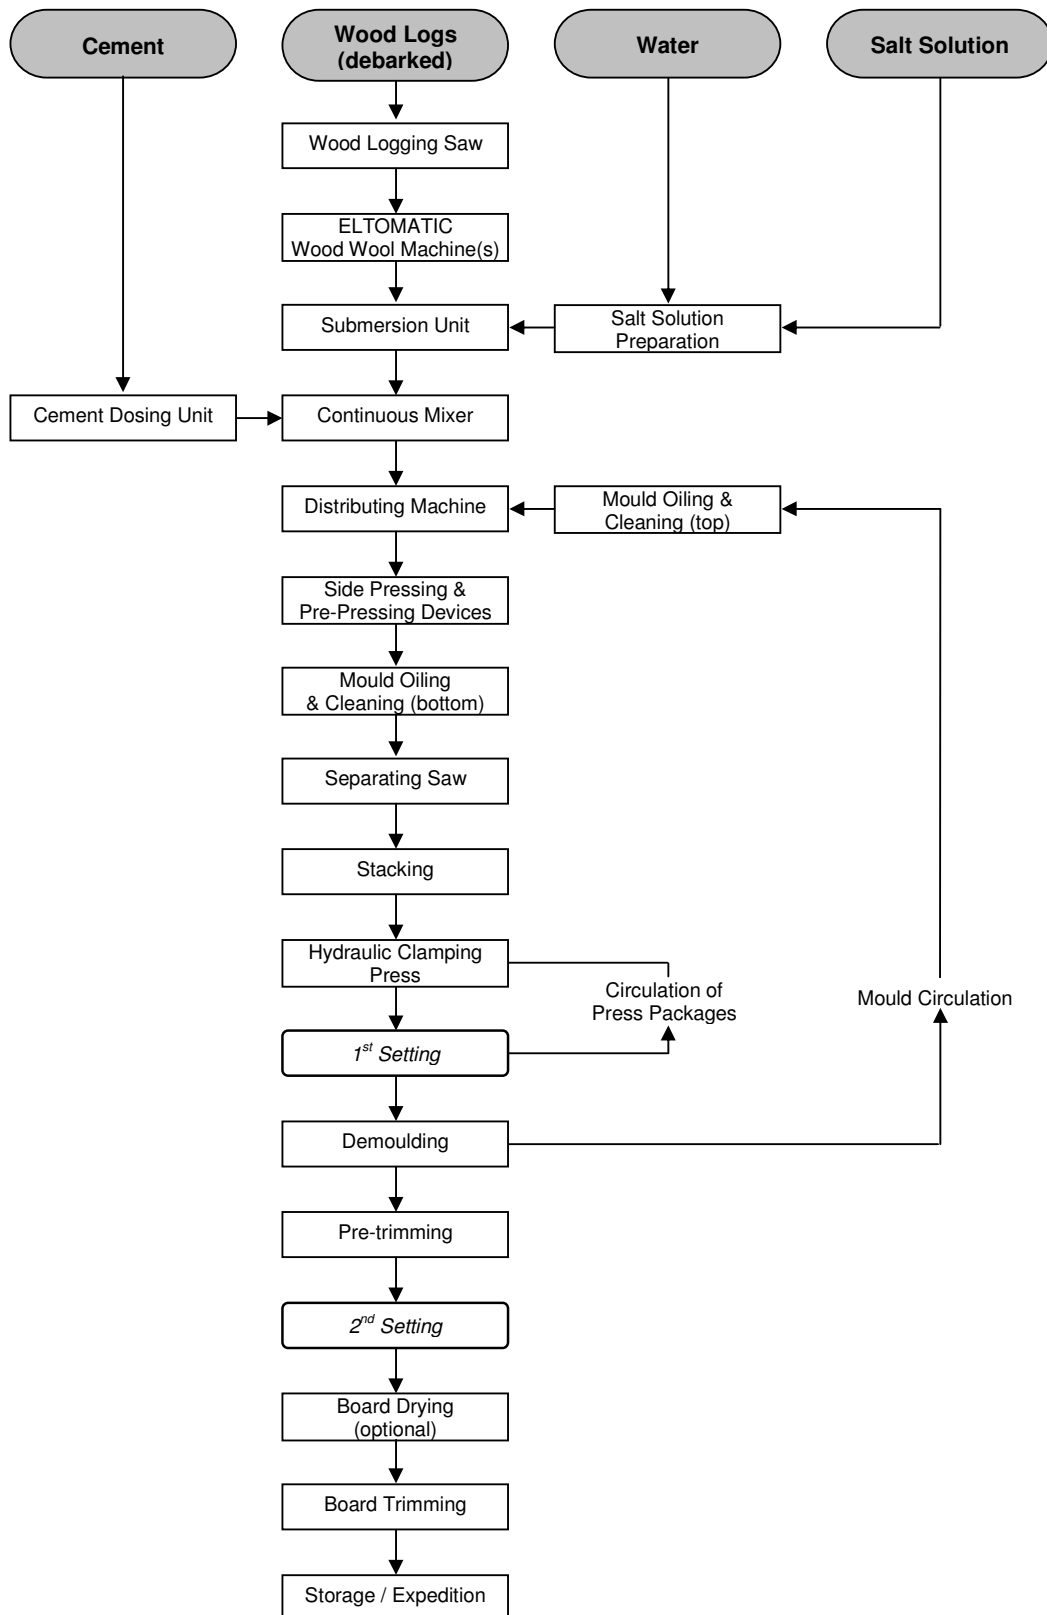 Cement
Wood Logs
(debarked)
Water
Salt Solution
Wood Logging Saw
ELTOMATIC
Wood Wool Machine(s)
Submersion Unit
Salt Solution
Preparation
Cement Dosing Unit
Continuous Mixer
Distributing Machine
Mould Oiling &
Cleaning (top)
Side Pressing &
Pre-Pressing Devices
Mould Oiling
& Cleaning (bottom)
Separating Saw
Stacking
Hydraulic Clamping
Press
Circulation of
Press Packages
Mould Circulation
1st Setting
Demoulding
Pre-trimming
2nd Setting
Board Drying
(optional)
Board Trimming
Storage / Expedition